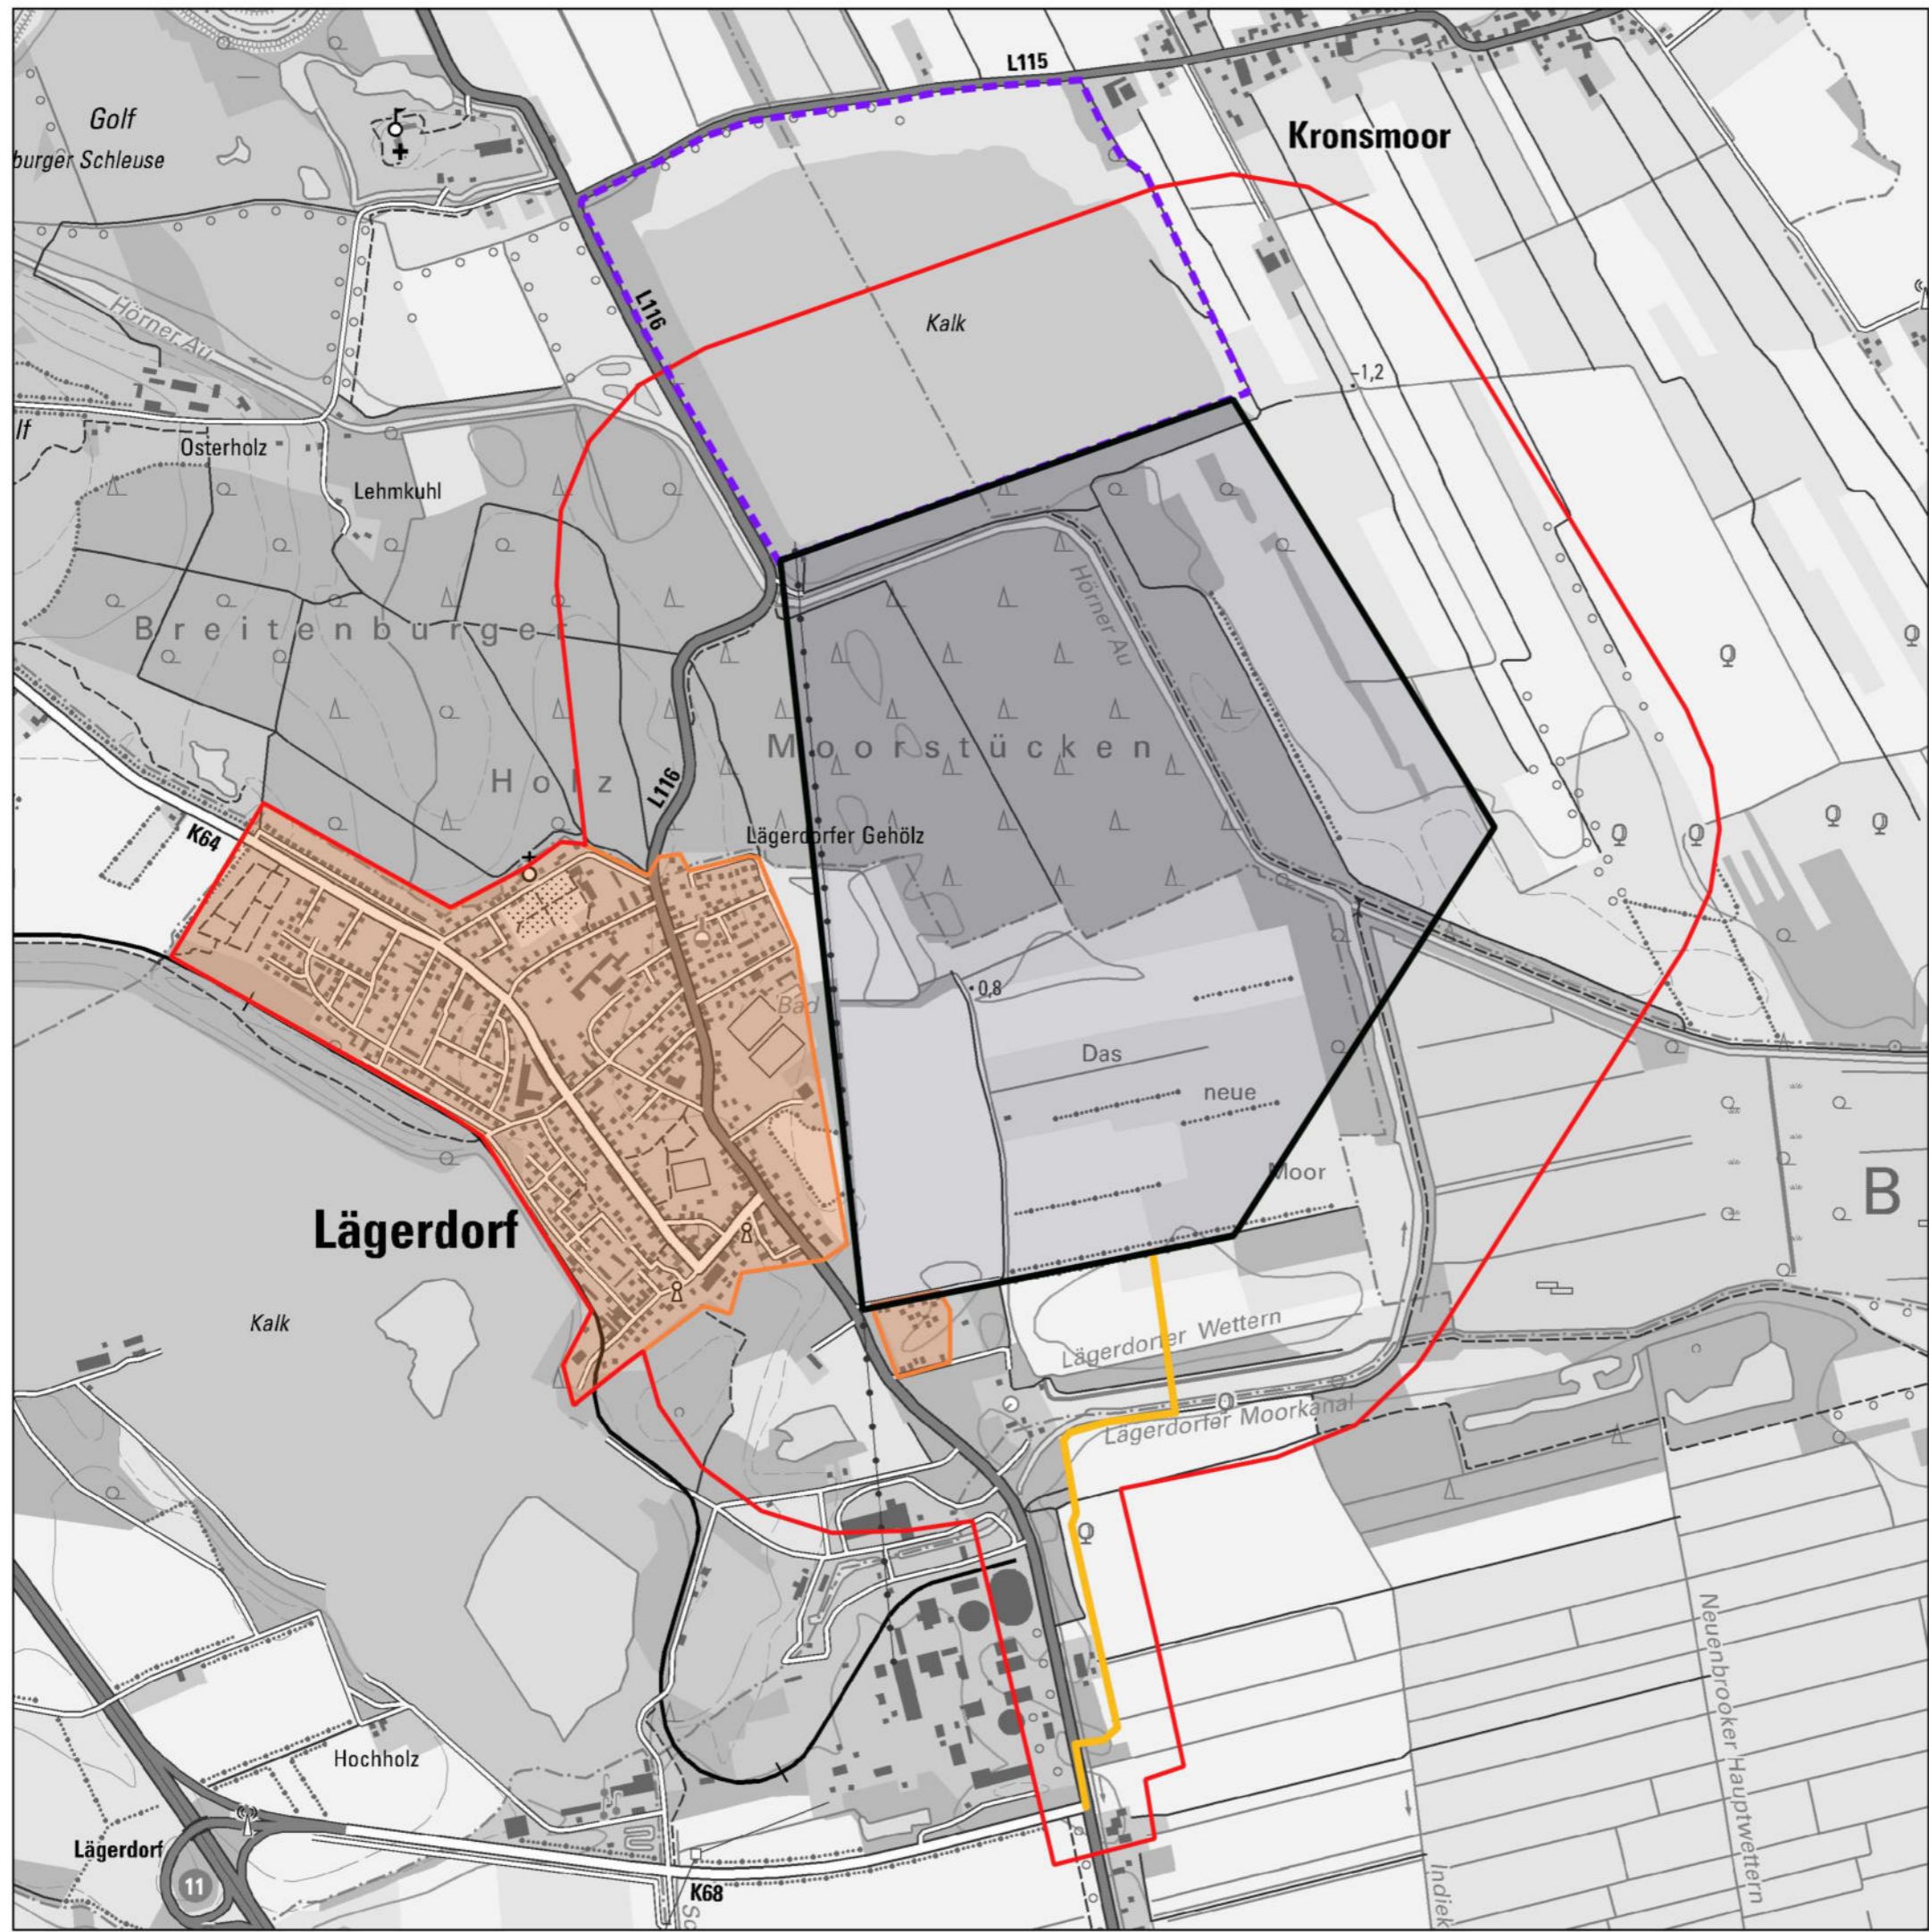 L115
Golf
burger Schleuse
Kronsmoor
L116
Kalk
Hörner Au
-1,2
lf
Osterholz
Lehmkuhl
Hörner Au
Breitenburger
Moorstücken
Holz
L116
K64
Lägerdorfer Gehölz
0,8
Bad
Das
neue
Moor
B
Lägerdorf
Kalk
Lägerdorfer Wettern
Lägerdorfer Moorkanal
Neuenbrooker Hauptwettern
Hochholz
Lägerdorf
11
K68
Sc
Indiek